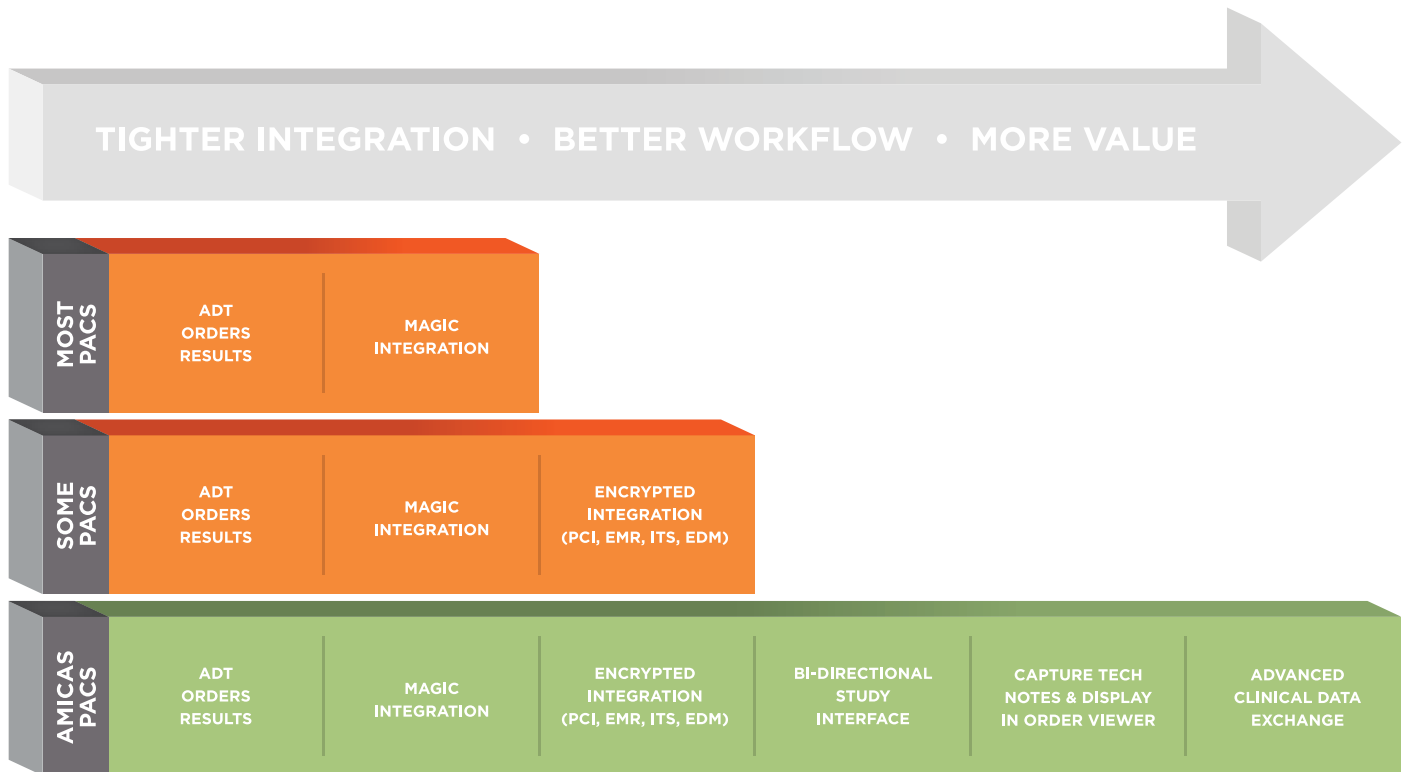 TIGHTER INTEGRATION • BETTER WORKFLOW • MORE VALUE
MOST
PACS
ADT
ORDERS
RESULTS
MAGIC
INTEGRATION
SOME
PACS
ADT
ORDERS
RESULTS
MAGIC
INTEGRATION
ENCRYPTED
INTEGRATION
(PCI, EMR, ITS, EDM)
AMICAS
PACS
ADT
ORDERS
RESULTS
MAGIC
INTEGRATION
ENCRYPTED
INTEGRATION
(PCI, EMR, ITS, EDM)
BI-DIRECTIONAL
STUDY
INTERFACE
CAPTURE TECH
NOTES & DISPLAY
IN ORDER VIEWER
ADVANCED
CLINICAL DATA
EXCHANGE